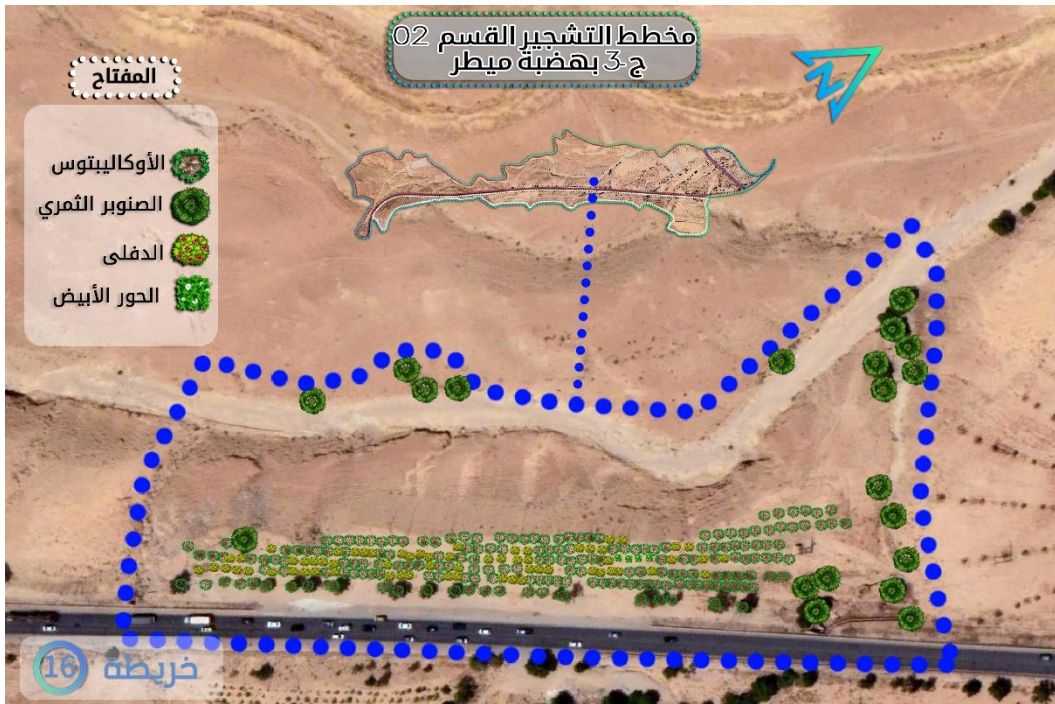 مخطط التشجير القسم 02
ج-3 بهضبة ميطر
N
المفتاح
الأوكاليبتوس
الصنوبر الثمري
الدفلى
الحور الأبيض
خريطة 16